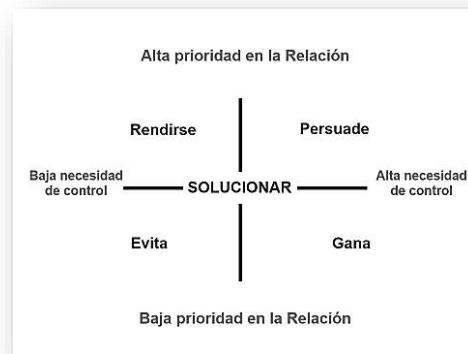 Alta prioridad en la Relación
Rendirse
Persuade
Baja necesidad
de control
SOLUCIONAR
Alta necesidad
de control
Evita
Gana
Baja prioridad en la Relación